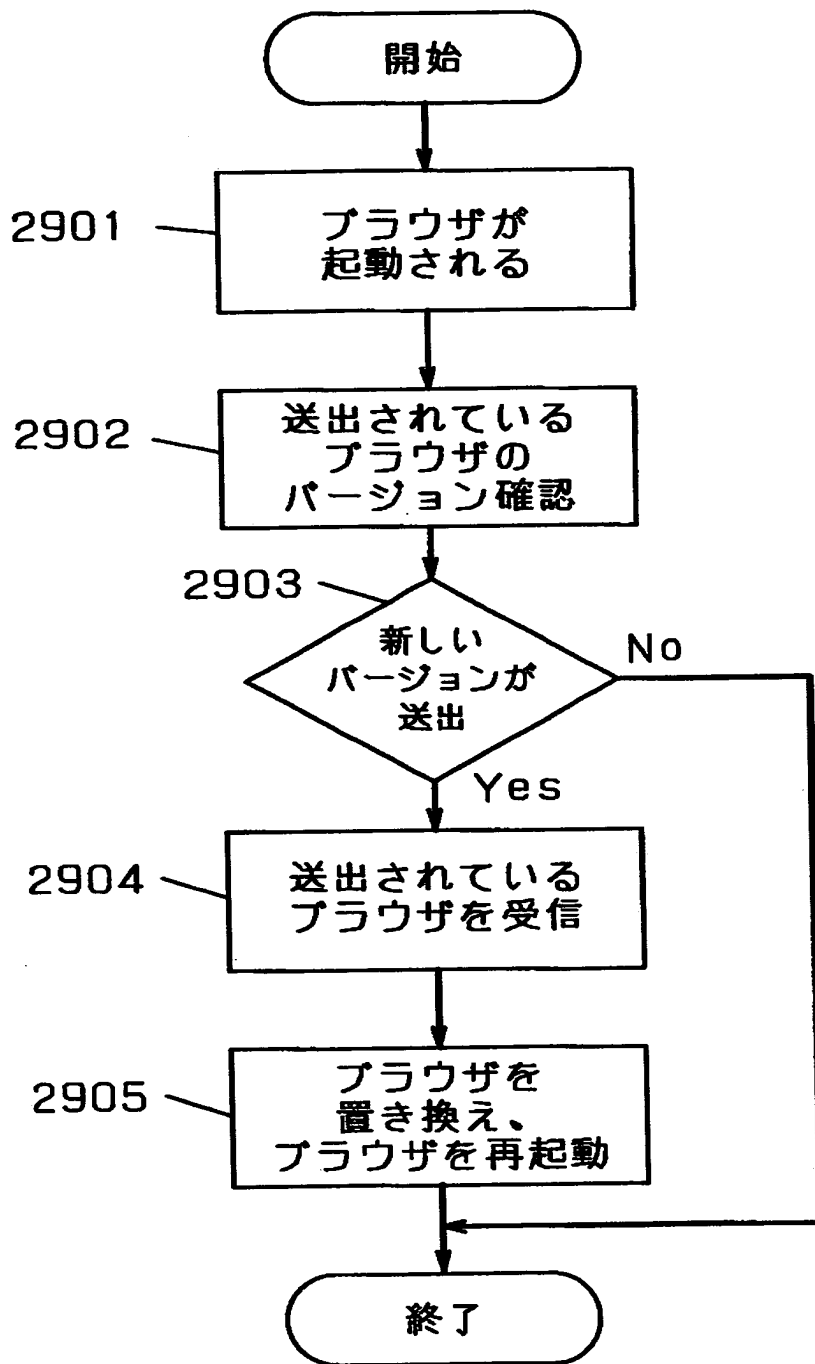 開始
2901
ブラウザが
起動される
2902
送出されている
ブラウザの
バージョン確認
2903
新しい
バージョンが
送出
No
Yes
2904
送出されている
ブラウザを受信
2905
ブラウザを
置き換え、
ブラウザを再起動
終了